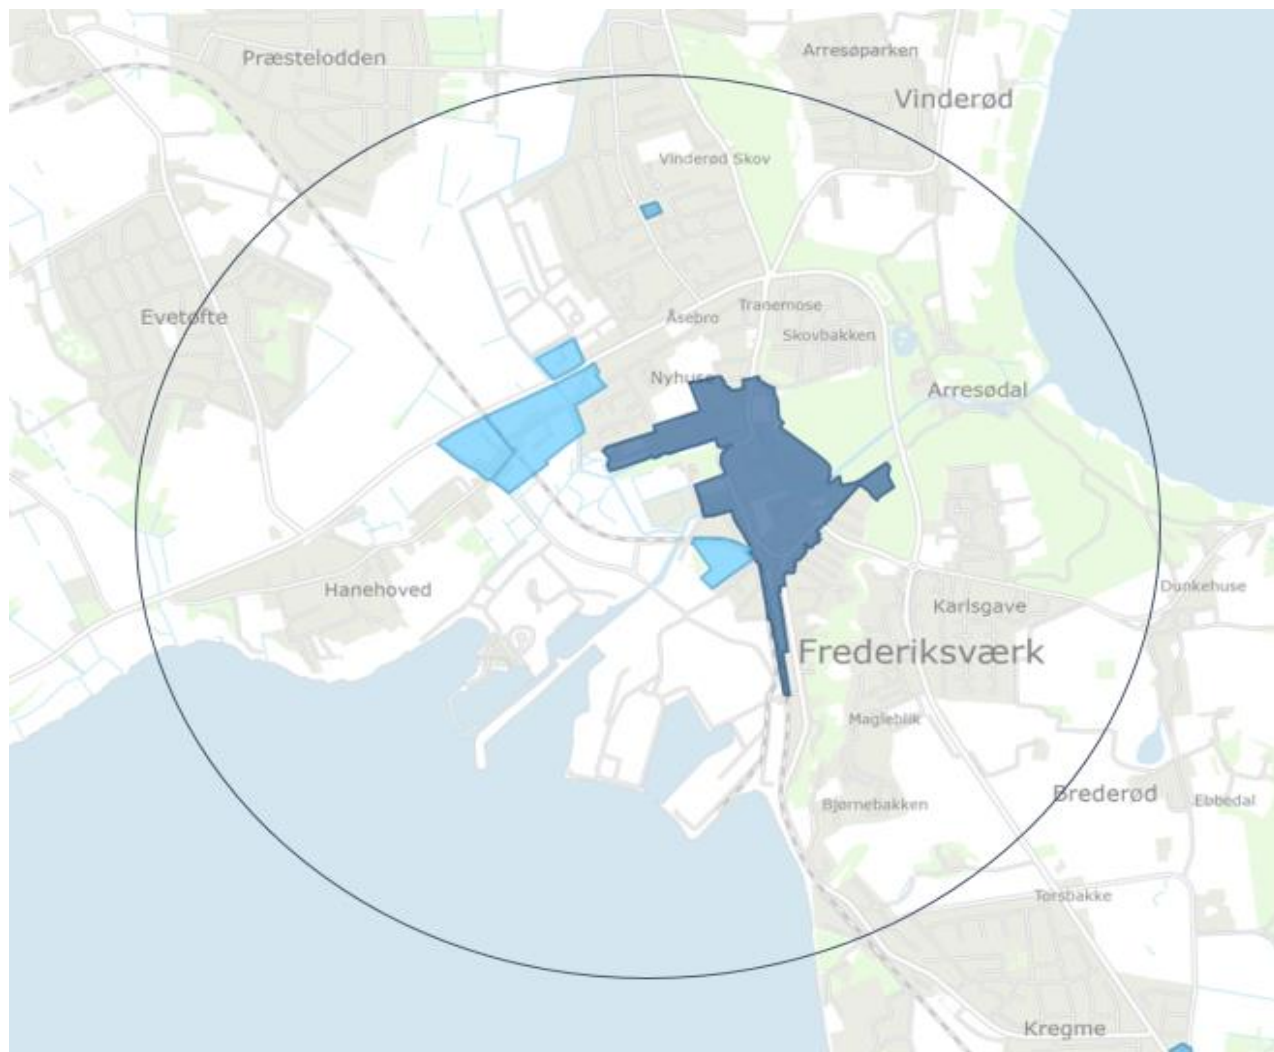 Arresøparken
Præstelodden
Vinderød
Vinderød Skov
Tranemose
Evetofte
Åsebro
Skovbakken
Nyhuse
Arresødal
Dunkehuse
Hanehoved
Karlsgave
Frederiksværk
Magleblik
Brederød
Ebbedal
Bjørnebakken
Torsbakke
Kregme